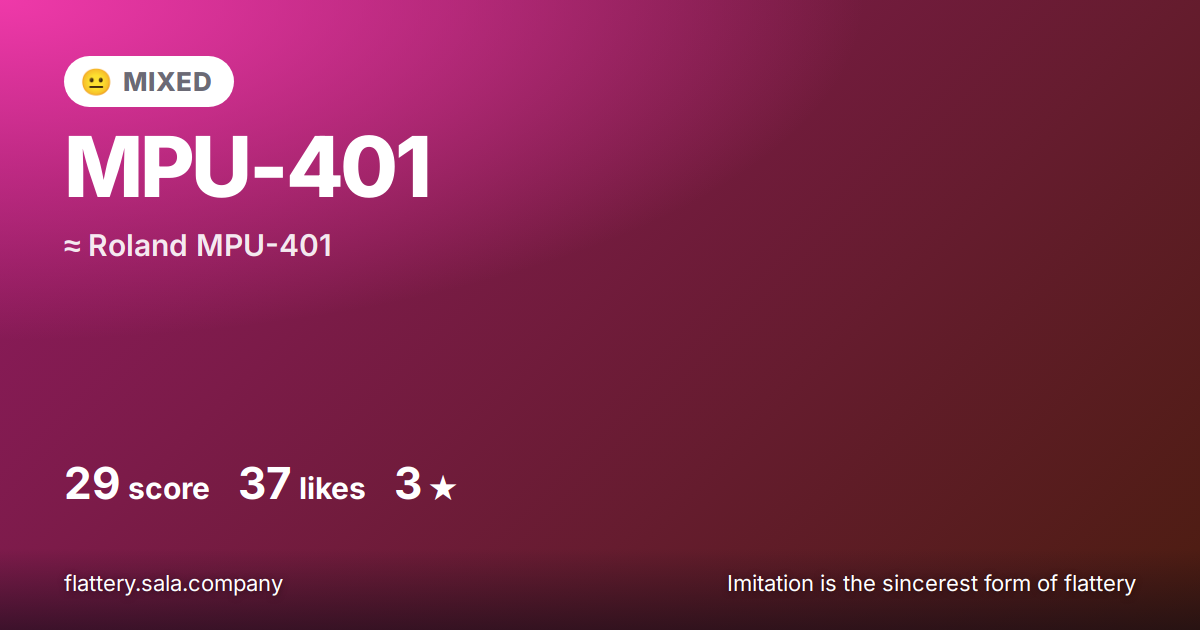 😐 MIXED
MPU-401
≈ Roland MPU-401
29 score 37 likes 3 ★
flattery.sala.company
Imitation is the sincerest form of flattery